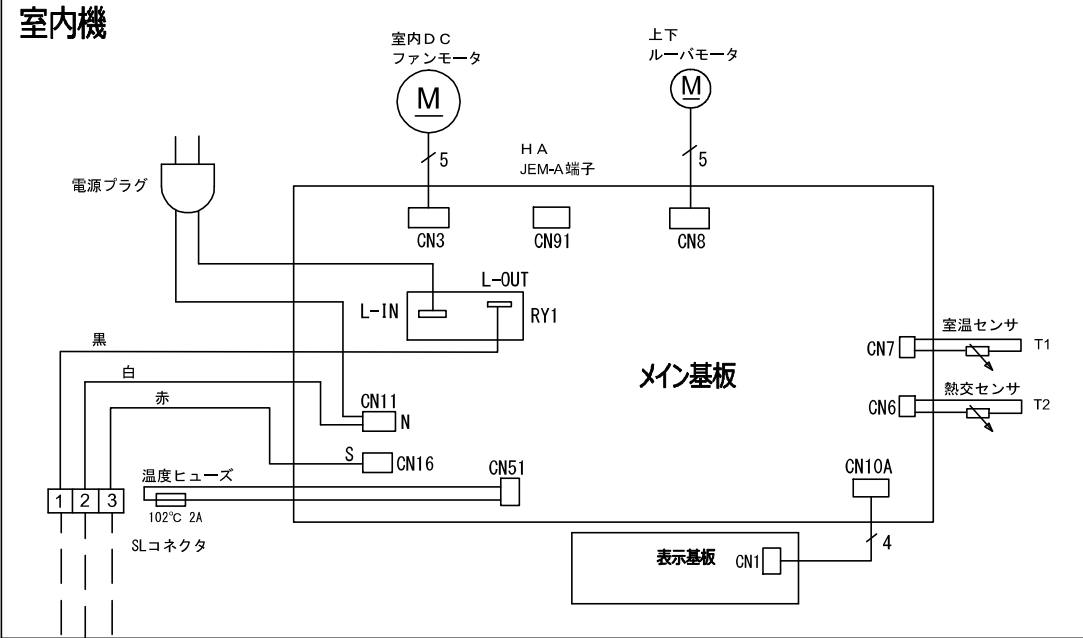 室内機
室内DC
ファンモータ
M
5
上下
ルーバモータ
M
5
HA
JEM-A端子
電源プラグ
CN3
CN91
CN8
L-OUT
L-IN
RY1
黒
白
赤
メイン基板
室温センサ
CN7
T1
熱交センサ
CN6
T2
CN11
N
S
CN16
温度ヒューズ
CN51
CN10A
1 2 3
102℃ 2A
SLコネクタ
4
表示基板
CN1